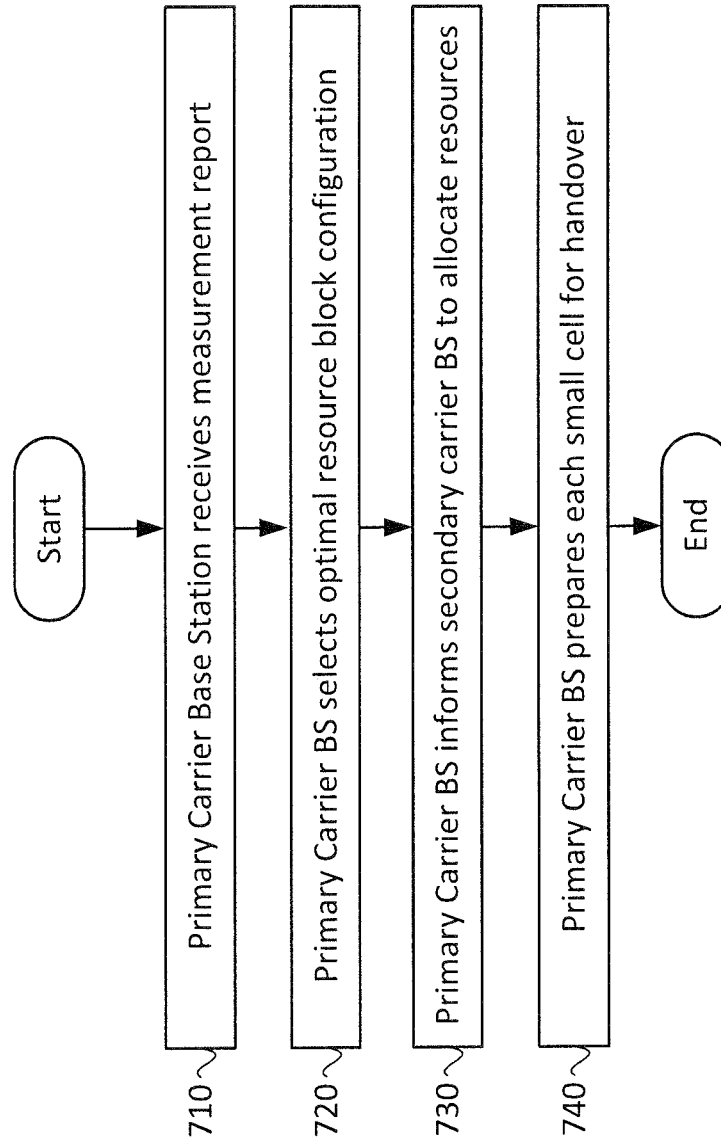 Start
710
Primary Carrier Base Station receives measurement report
720
Primary Carrier BS selects optimal resource block configuration
730
Primary Carrier BS informs secondary carrier BS to allocate resources
740
Primary Carrier BS prepares each small cell for handover
End